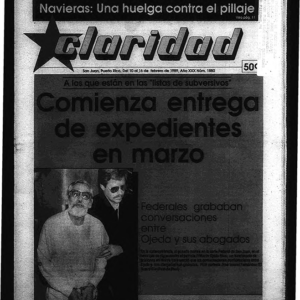 Navieras: Una huelga contra el pillaje
claridad
50¢
San Juan, Puerto Rico, Del 10 al 16 de febrero de 1989, Año XXX Núm. 1880
A los que están en las "listas de subversivos"
Comienza entrega
de expedientes
en marzo
Federales grababan
conversaciones
entre
Ojeda y sus abogados